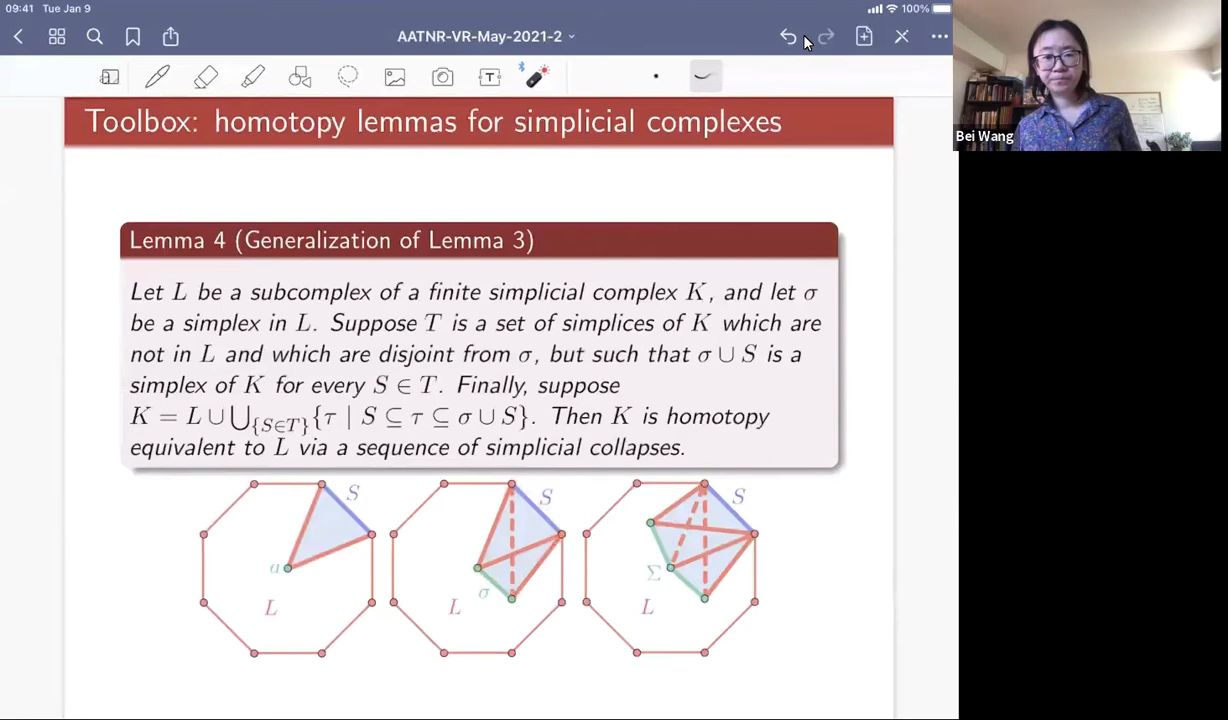 09:41 Tue Jan 9
100%
AATNR-VR-May-2021-2
T
Bei Wang
Toolbox: homotopy lemmas for simplicial complexes
Lemma 4 (Generalization of Lemma 3)
Let L be a subcomplex of a finite simplicial complex K, and let σ
be a simplex in L. Suppose T is a set of simplices of K which are
not in L and which are disjoint from σ, but such that σ ∪ S is a
simplex of K for every S ∈ T. Finally, suppose
K = L ∪ ⋃_{S∈T}{τ | S ⊆ τ ⊆ σ ∪ S}. Then K is homotopy
equivalent to L via a sequence of simplicial collapses.
S S S
a σ Σ
L L L